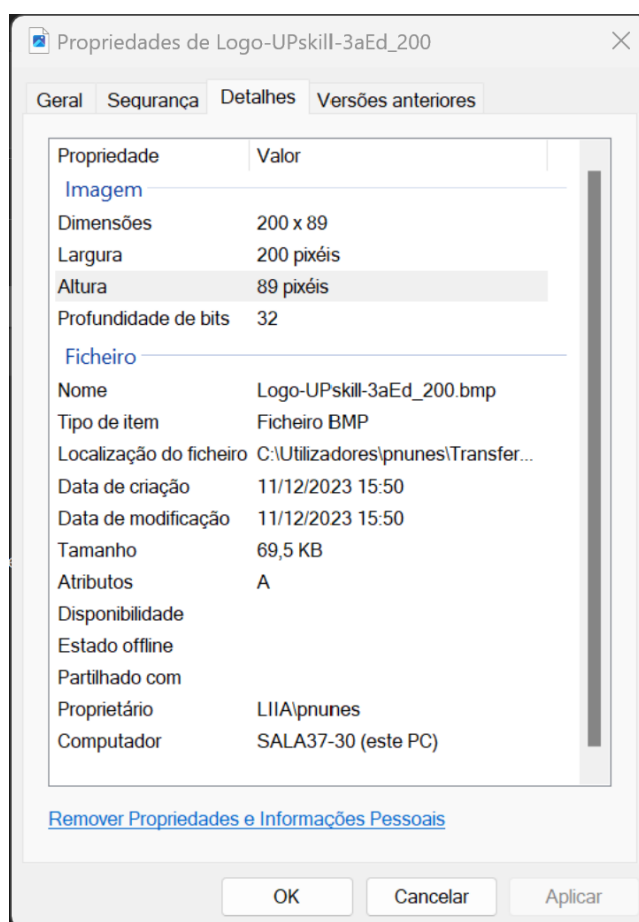 Propriedades de Logo-UPskill-3aEd_200
Geral Segurança Detalhes Versões anteriores
Propriedade Valor
Imagem
Dimensões 200 x 89
Largura 200 pixéis
Altura 89 pixéis
Profundidade de bits 32
Ficheiro
Nome Logo-UPskill-3aEd_200.bmp
Tipo de item Ficheiro BMP
Localização do ficheiro C:\Utilizadores\pnunes\Transfer...
Data de criação 11/12/2023 15:50
Data de modificação 11/12/2023 15:50
Tamanho 69,5 KB
Atributos A
Disponibilidade
Estado offline
Partilhado com
Proprietário LIIA\pnunes
Computador SALA37-30 (este PC)
Remover Propriedades e Informações Pessoais
OK Cancelar Aplicar